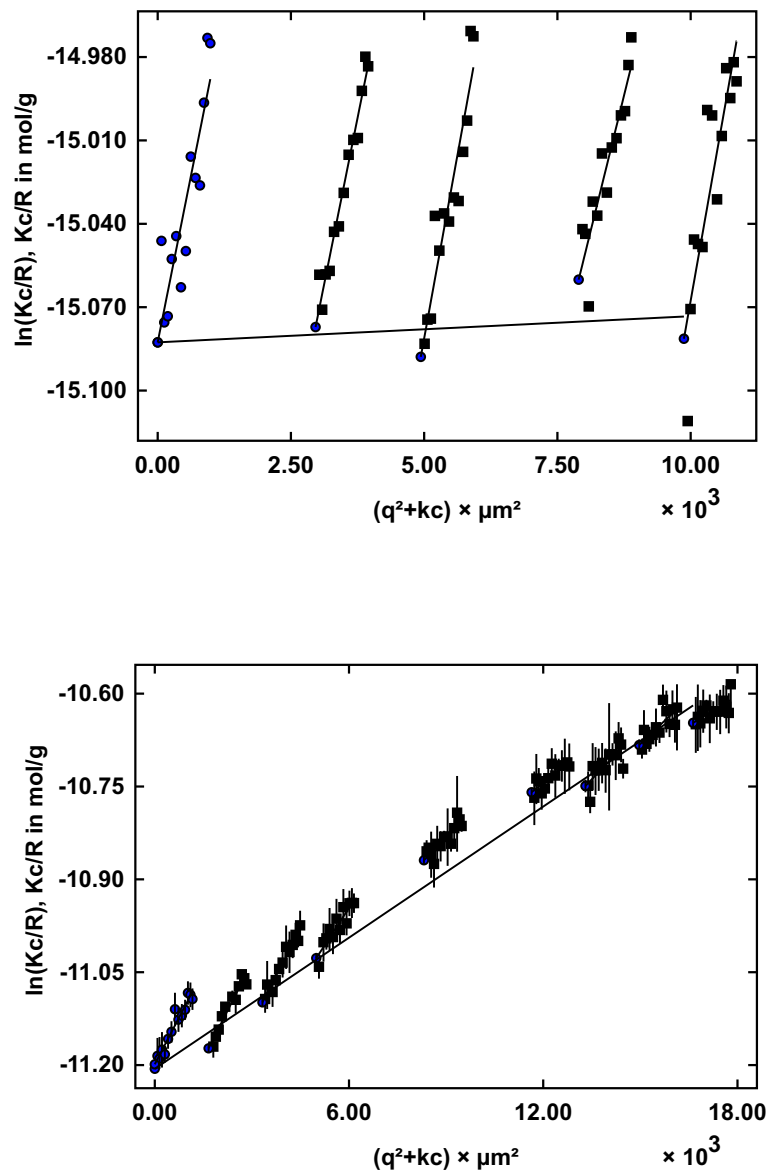 -14.980
-15.010
-15.040
-15.070
-15.100
ln(Kc/R), Kc/R in mol/g
0.00 2.50 5.00 7.50 10.00
(q²+kc) × µm² × 10³
-10.60
-10.75
-10.90
-11.05
-11.20
ln(Kc/R), Kc/R in mol/g
0.00 6.00 12.00 18.00
(q²+kc) × µm² × 10³